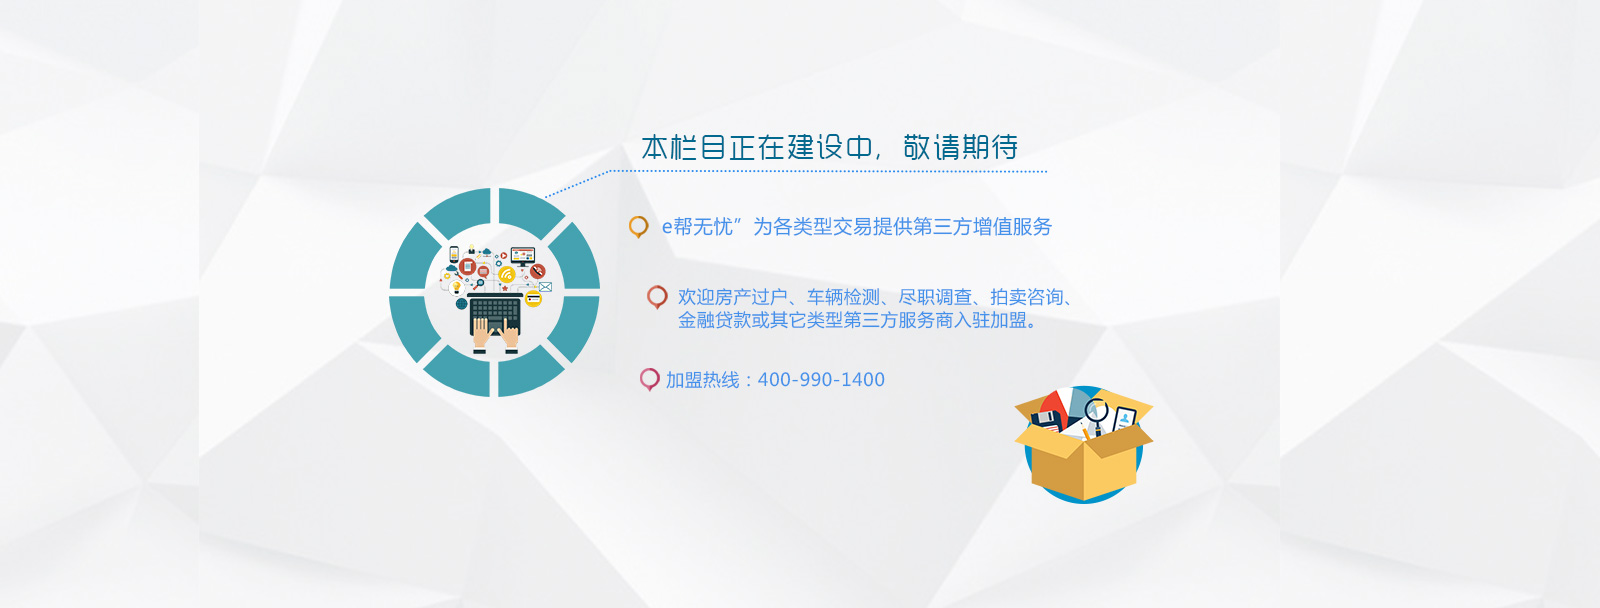 本栏目正在建设中，敬请期待
e帮无忧”为各类型交易提供第三方增值服务
欢迎房产过户、车辆检测、尽职调查、拍卖咨询、
金融贷款或其它类型第三方服务商入驻加盟。
加盟热线：400-990-1400